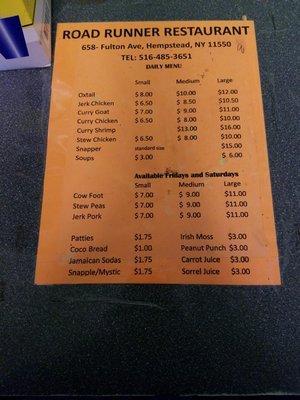 ROAD RUNNER RESTAURANT
658- Fulton Ave, Hempstead, NY 11550
TEL: 516-485-3651
DAILY MENU
Small Medium Large
Oxtail $ 8.00 $10.00 $12.00
Jerk Chicken $ 6.50 $ 8.50 $10.50
Curry Goat $ 7.00 $ 9.00 $11.00
Curry Chicken $ 6.50 $ 8.00 $10.00
Curry Shrimp $13.00 $16.00
Stew Chicken $ 6.50 $ 8.00 $10.00
Snapper standard size $15.00
Soups $ 3.00 $ 6.00
Available Fridays and Saturdays
Small Medium Large
Cow Foot $ 7.00 $ 9.00 $11.00
Stew Peas $ 7.00 $ 9.00 $11.00
Jerk Pork $ 7.00 $ 9.00 $11.00
Patties $1.75 Irish Moss $3.00
Coco Bread $1.00 Peanut Punch $3.00
Jamaican Sodas $1.75 Carrot Juice $3.00
Snapple/Mystic $1.75 Sorrel Juice $3.00